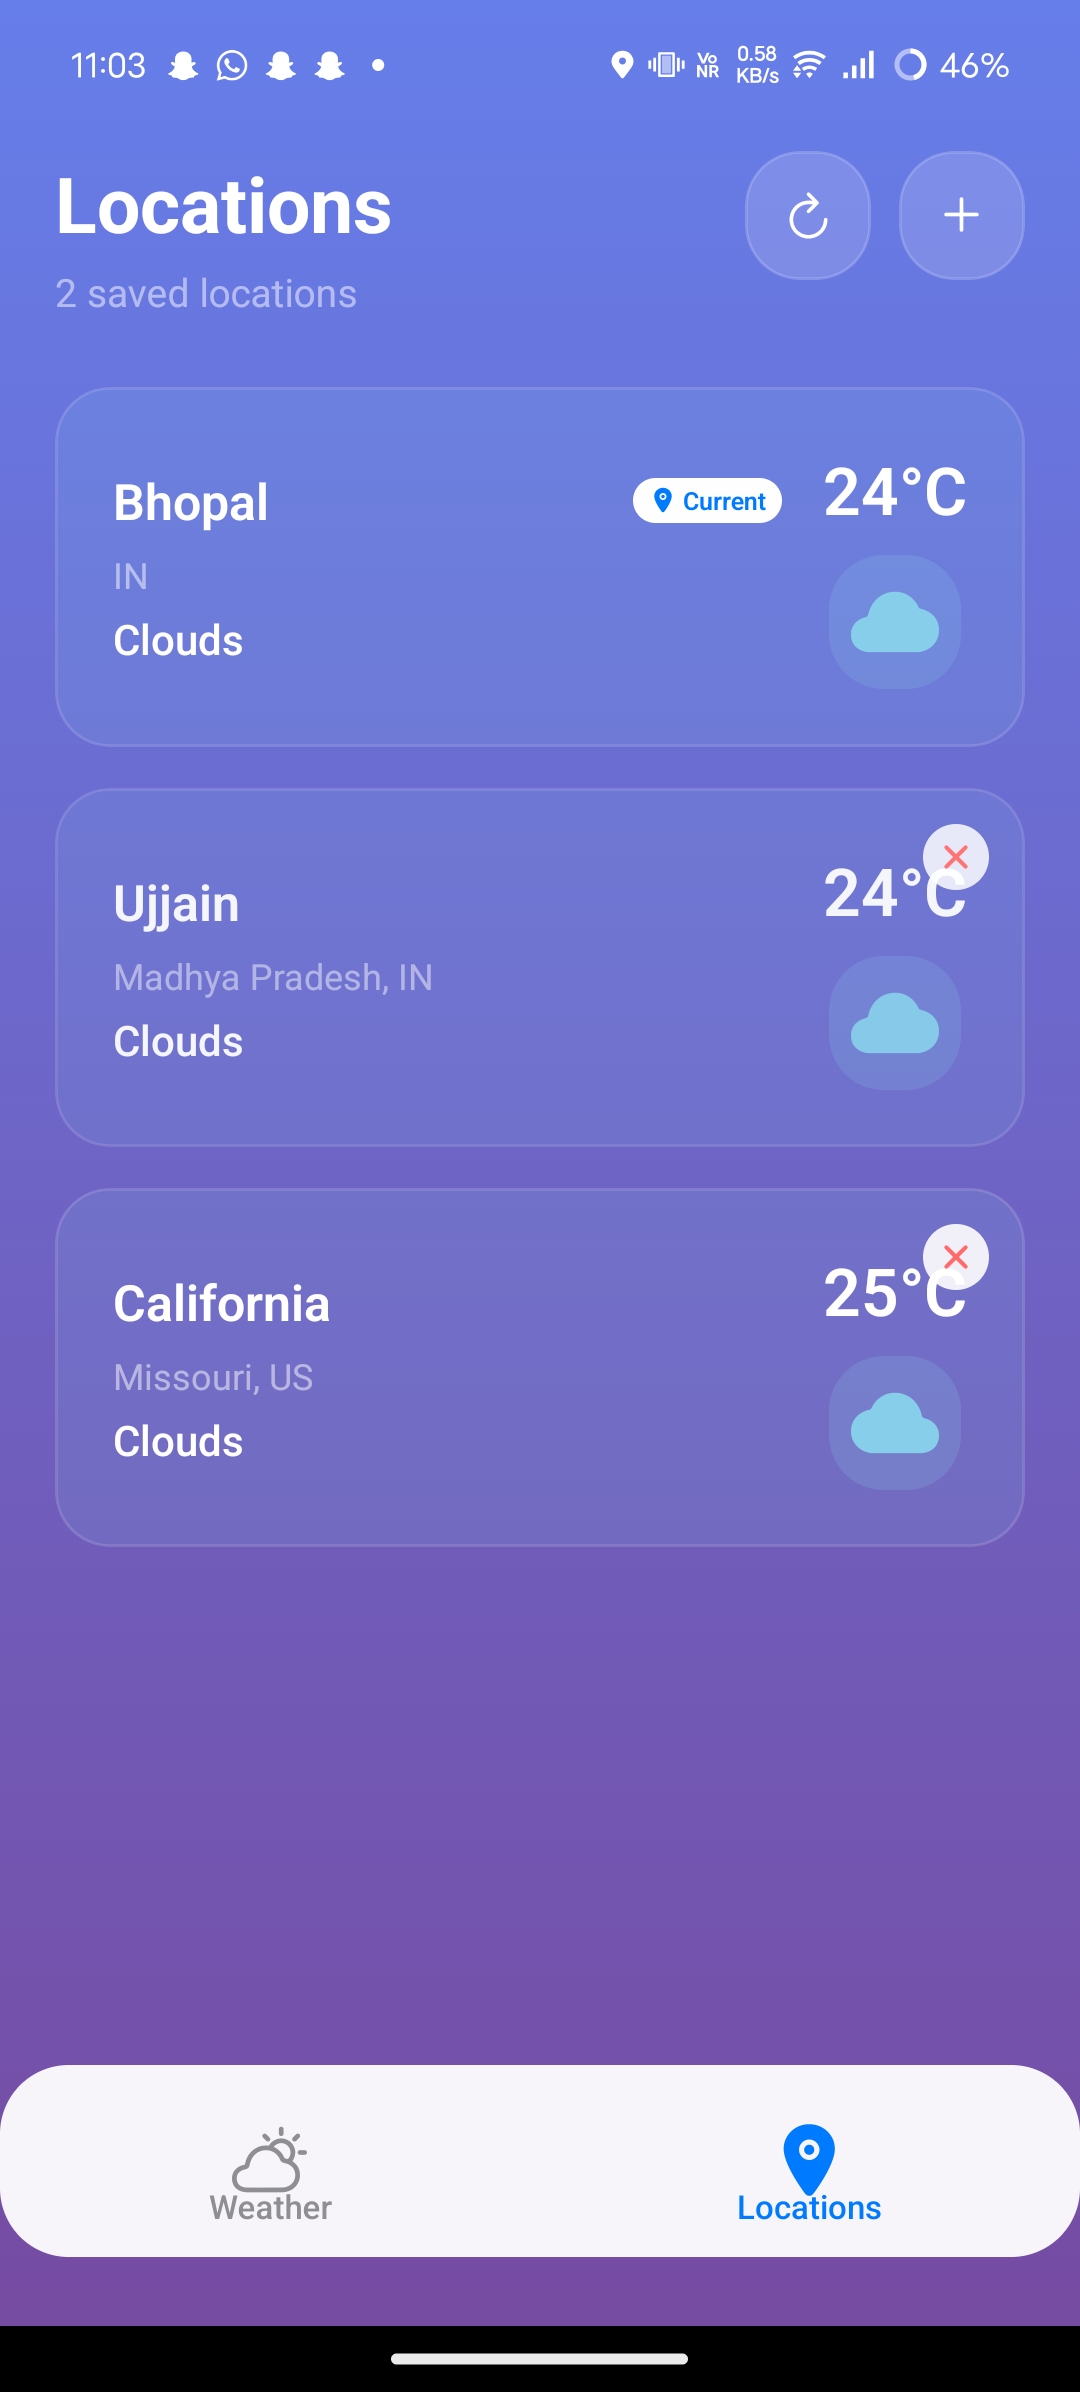 11:03
Vo NR
0.58 KB/s
46%
Locations
2 saved locations
Bhopal
Current
24°C
IN
Clouds
Ujjain
24°C
Madhya Pradesh, IN
Clouds
California
25°C
Missouri, US
Clouds
Weather
Locations